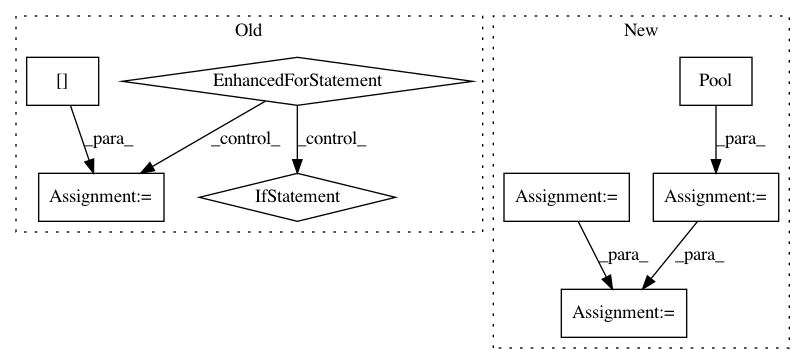 Old
New
[]
EnhancedForStatement
Pool
_para_
_control_
_control_
_para_
Assignment:=
IfStatement
Assignment:=
Assignment:=
_para_
_para_
Assignment:=